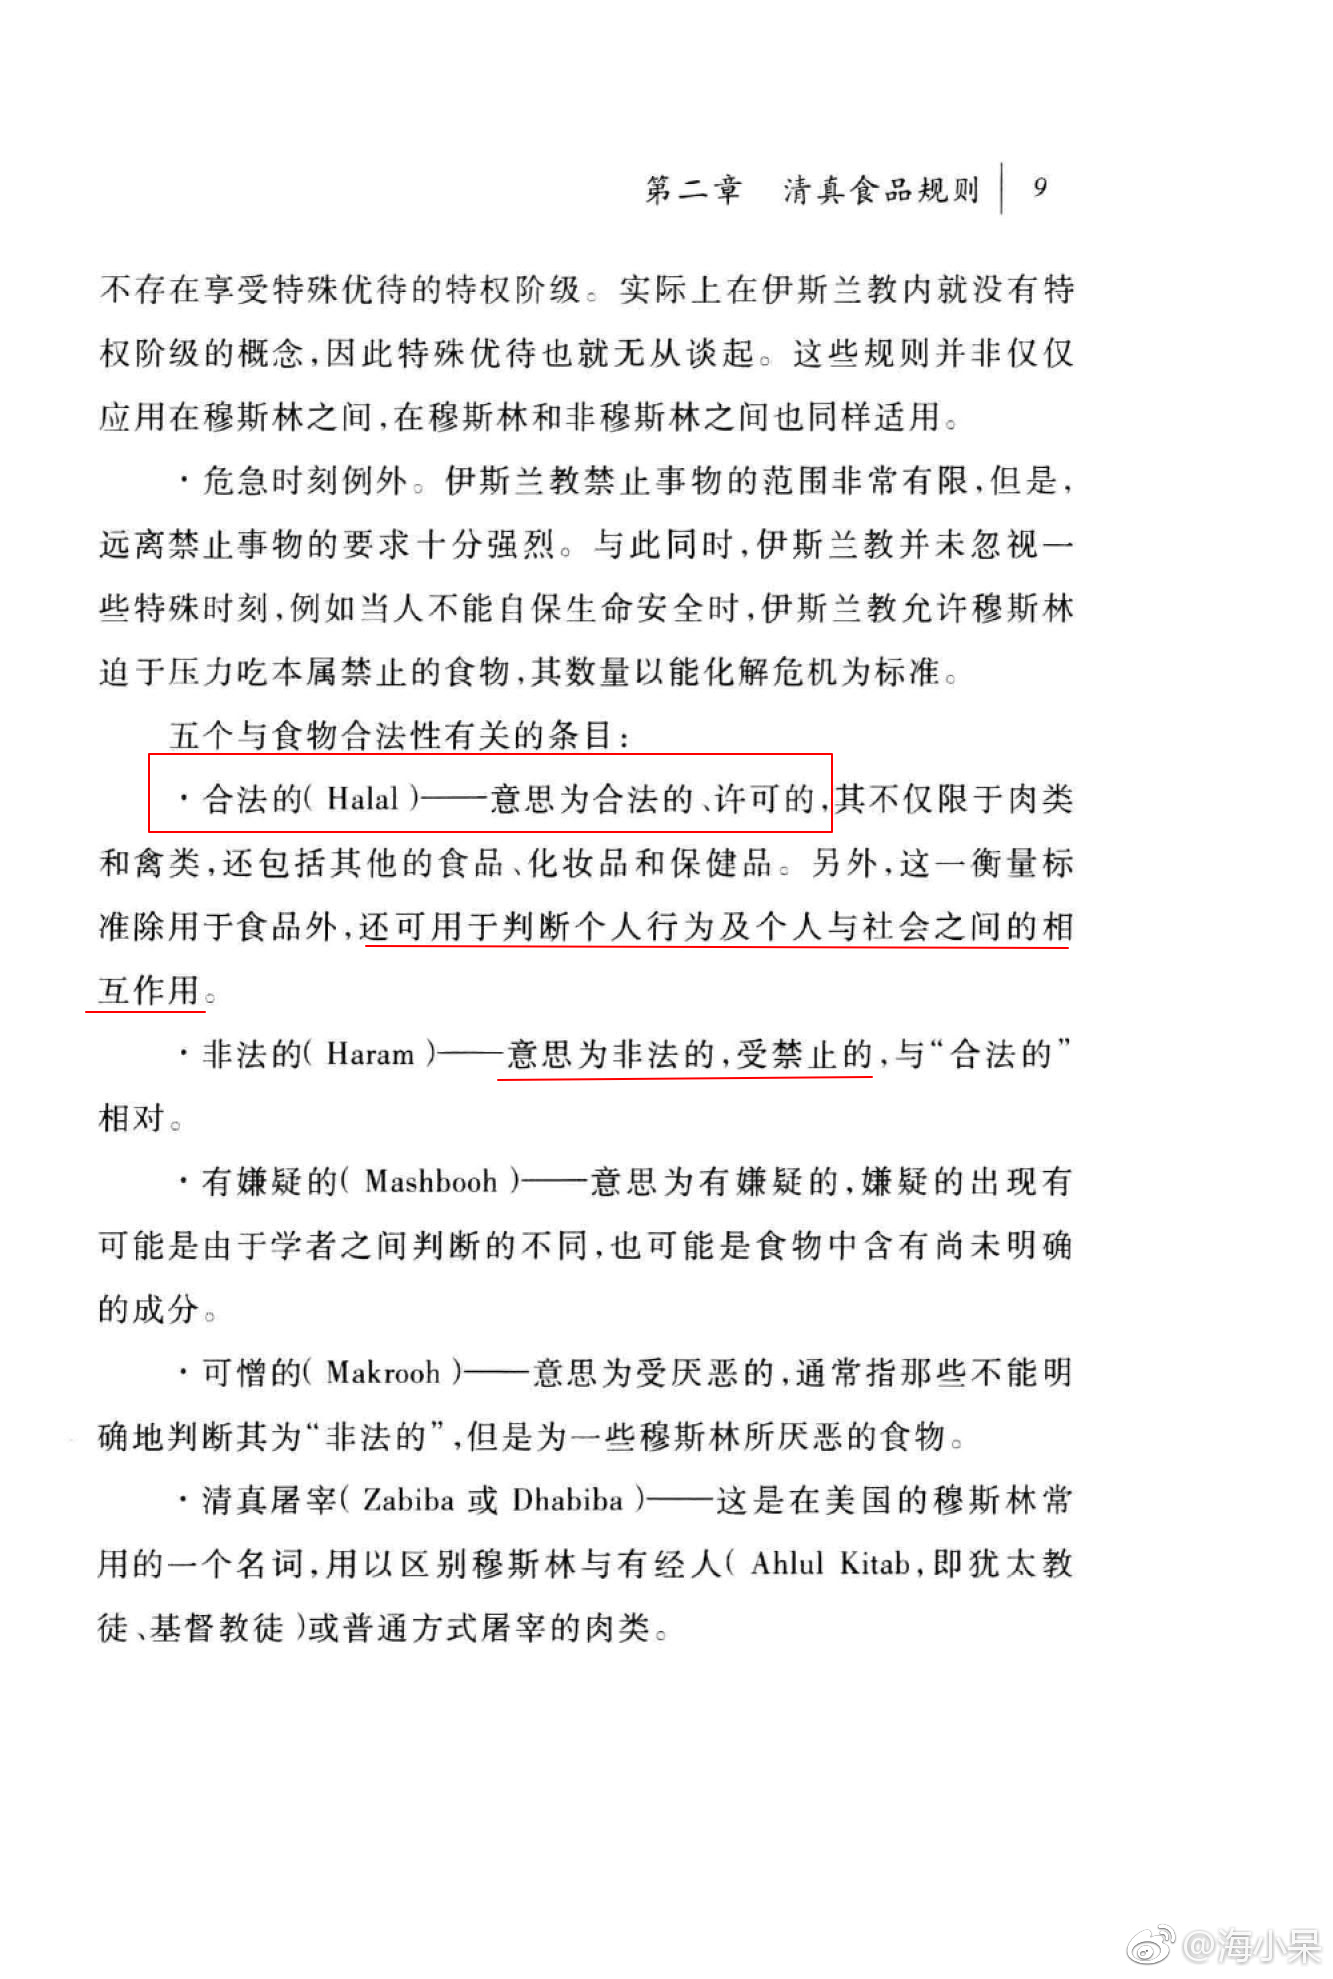 第二章　清真食品规则 9
不存在享受特殊优待的特权阶级。实际上在伊斯兰教内就没有特
权阶级的概念,因此特殊优待也就无从谈起。这些规则并非仅仅
应用在穆斯林之间,在穆斯林和非穆斯林之间也同样适用。
·危急时刻例外。伊斯兰教禁止事物的范围非常有限,但是,
远离禁止事物的要求十分强烈。与此同时,伊斯兰教并未忽视一
些特殊时刻,例如当人不能自保生命安全时,伊斯兰教允许穆斯林
迫于压力吃本属禁止的食物,其数量以能化解危机为标准。
五个与食物合法性有关的条目:
·合法的( Halal )——意思为合法的、许可的,其不仅限于肉类
和禽类,还包括其他的食品、化妆品和保健品。另外,这一衡量标
准除用于食品外,还可用于判断个人行为及个人与社会之间的相
互作用。
·非法的( Haram )——意思为非法的,受禁止的,与“合法的”
相对。
·有嫌疑的( Mashbooh )——意思为有嫌疑的,嫌疑的出现有
可能是由于学者之间判断的不同,也可能是食物中含有尚未明确
的成分。
·可憎的( Makrooh )——意思为受厌恶的,通常指那些不能明
确地判断其为“非法的”,但是为一些穆斯林所厌恶的食物。
·清真屠宰( Zabiba 或 Dhabiba )——这是在美国的穆斯林常
用的一个名词,用以区别穆斯林与有经人( Ahlul Kitab,即犹太教
徒、基督教徒 )或普通方式屠宰的肉类。
@海小呆